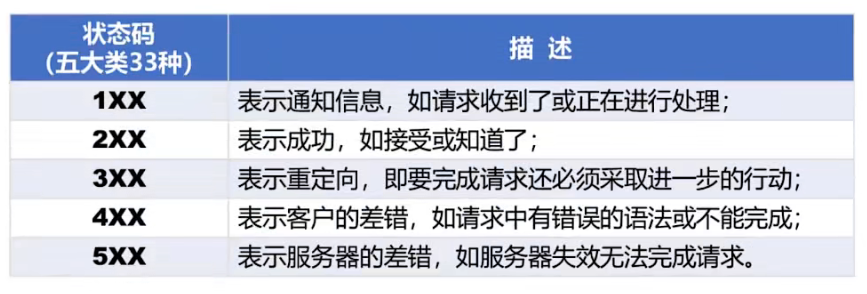 状态码
（五大类33种）
描 述
1XX
表示通知信息，如请求收到了或正在进行处理；
2XX
表示成功，如接受或知道了；
3XX
表示重定向，即要完成请求还必须采取进一步的行动；
4XX
表示客户的差错，如请求中有错误的语法或不能完成；
5XX
表示服务器的差错，如服务器失效无法完成请求。